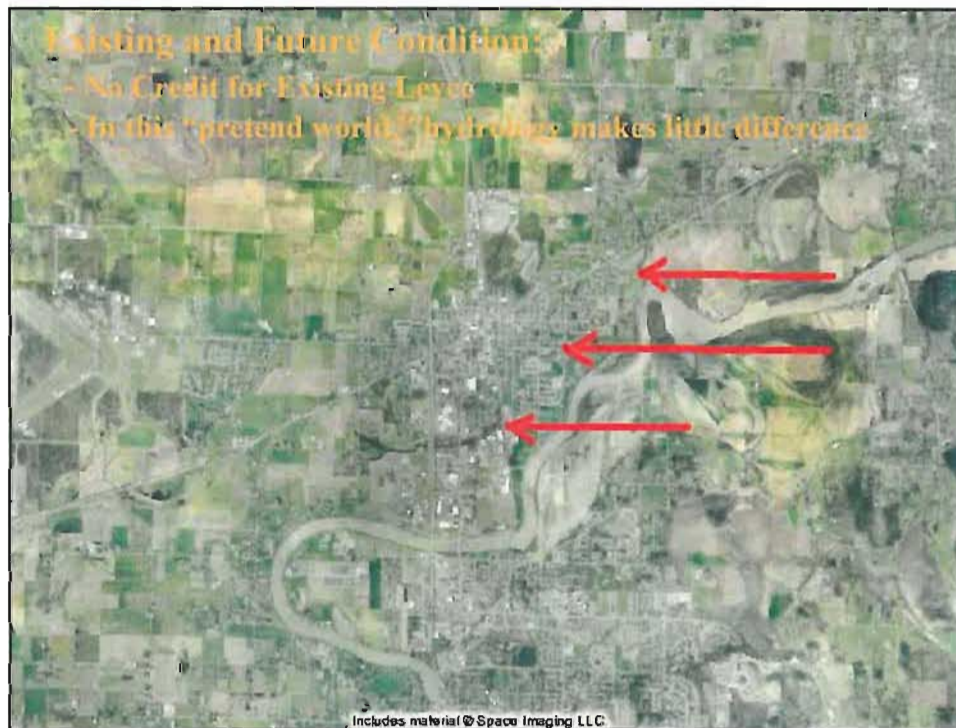 Existing and Future Condition:
- No Credit for Existing Levee
- In this "pretend world," hydrology makes little difference
Includes material © Space Imaging LLC